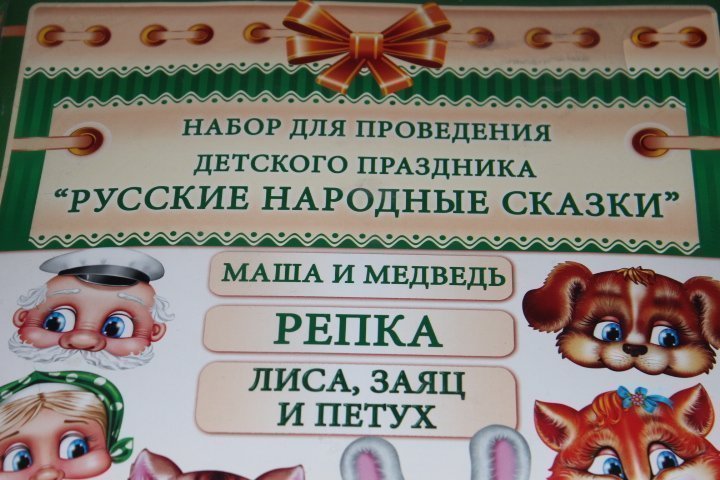 НАБОР ДЛЯ ПРОВЕДЕНИЯ
ДЕТСКОГО ПРАЗДНИКА
“РУССКИЕ НАРОДНЫЕ СКАЗКИ”
МАША И МЕДВЕДЬ
РЕПКА
ЛИСА, ЗАЯЦ
И ПЕТУХ